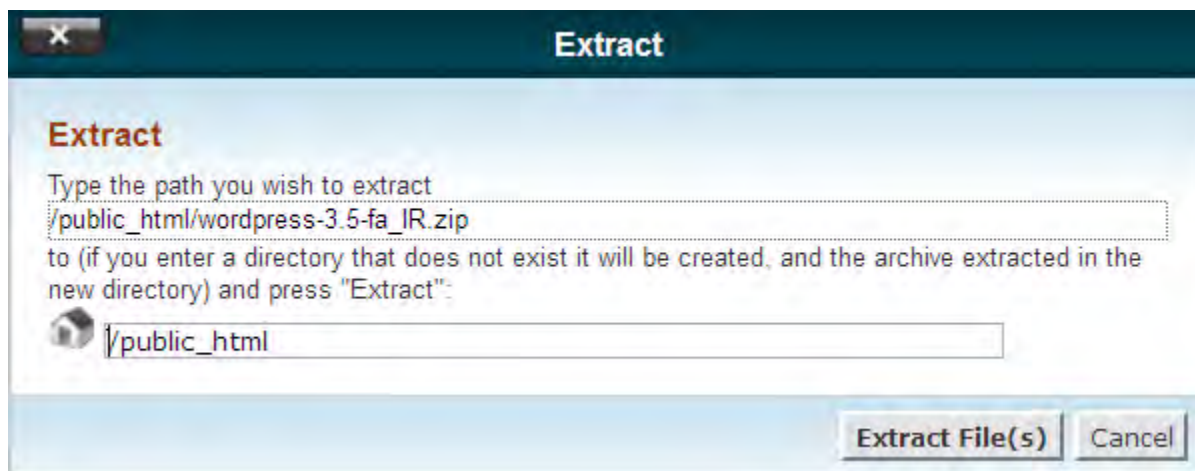 Extract
Extract
Type the path you wish to extract
/public_html/wordpress-3.5-fa_IR.zip
to (if you enter a directory that does not exist it will be created, and the archive extracted in the
new directory) and press "Extract":
/public_html
Extract File(s) Cancel